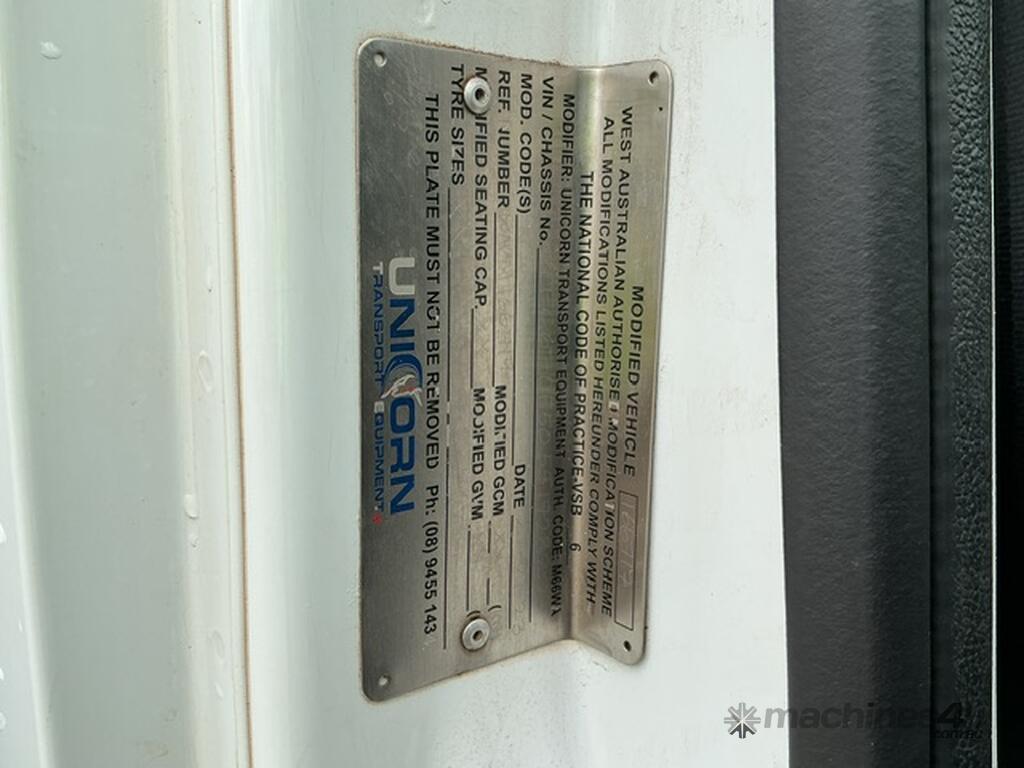 MODIFIED VEHICLE
WEST AUSTRALIAN AUTHORISED MODIFICATION SCHEME
ALL MODIFICATIONS LISTED HEREUNDER COMPLY WITH
THE NATIONAL CODE OF PRACTICE VSB 6
MODIFIER: UNICORN TRANSPORT EQUIPMENT AUTH. CODE: M66WA
VIN / CHASSIS No.
MOD. CODE(S) DATE
REF. NUMBER MODIFIED GCM
MODIFIED SEATING CAP. MODIFIED GVM
TYRE SIZES
THIS PLATE MUST NOT BE REMOVED Ph: (08) 9455 143
UNICORN
TRANSPORT EQUIPMENT
machines4u
.com.au